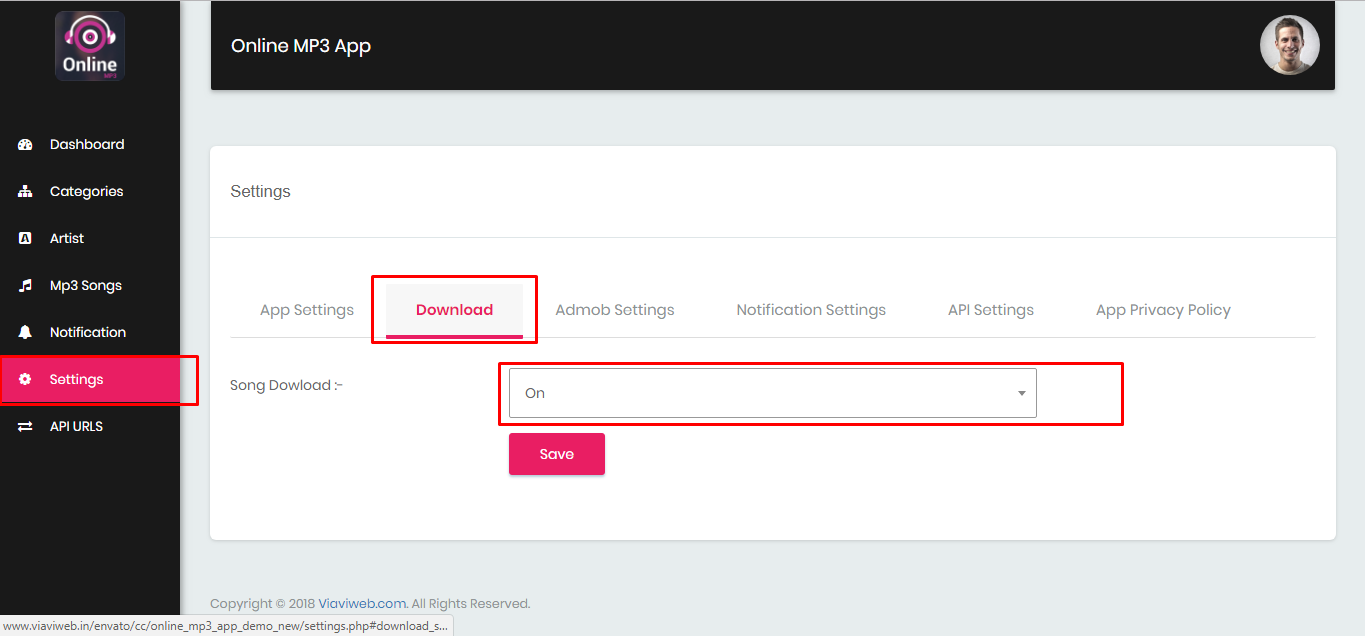 Online
MP3
Online MP3 App
Dashboard
Categories
Artist
Mp3 Songs
Notification
Settings
API URLS
Settings
App Settings Download Admob Settings Notification Settings API Settings App Privacy Policy
Song Dowload :-
On
Save
Copyright © 2018 Viaviweb.com. All Rights Reserved.
www.viaviweb.in/envato/cc/online_mp3_app_demo_new/settings.php#download_s...